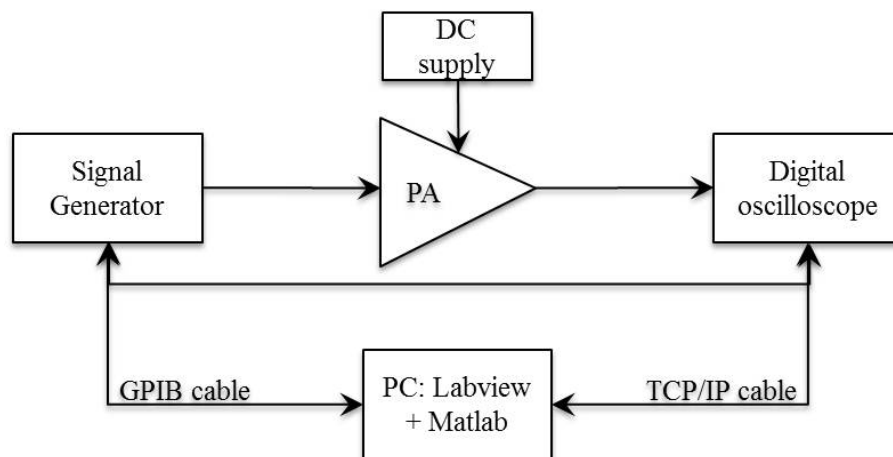 DC
supply
Signal
Generator
PA
Digital
oscilloscope
GPIB cable
PC: Labview
+ Matlab
TCP/IP cable